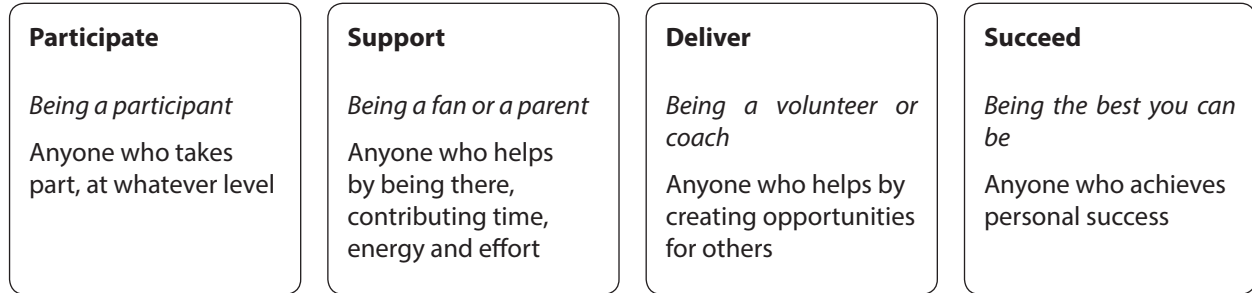 Participate
Being a participant
Anyone who takes
part, at whatever level
Support
Being a fan or a parent
Anyone who helps
by being there,
contributing time,
energy and effort
Deliver
Being a volunteer or
coach
Anyone who helps by
creating opportunities
for others
Succeed
Being the best you can
be
Anyone who achieves
personal success